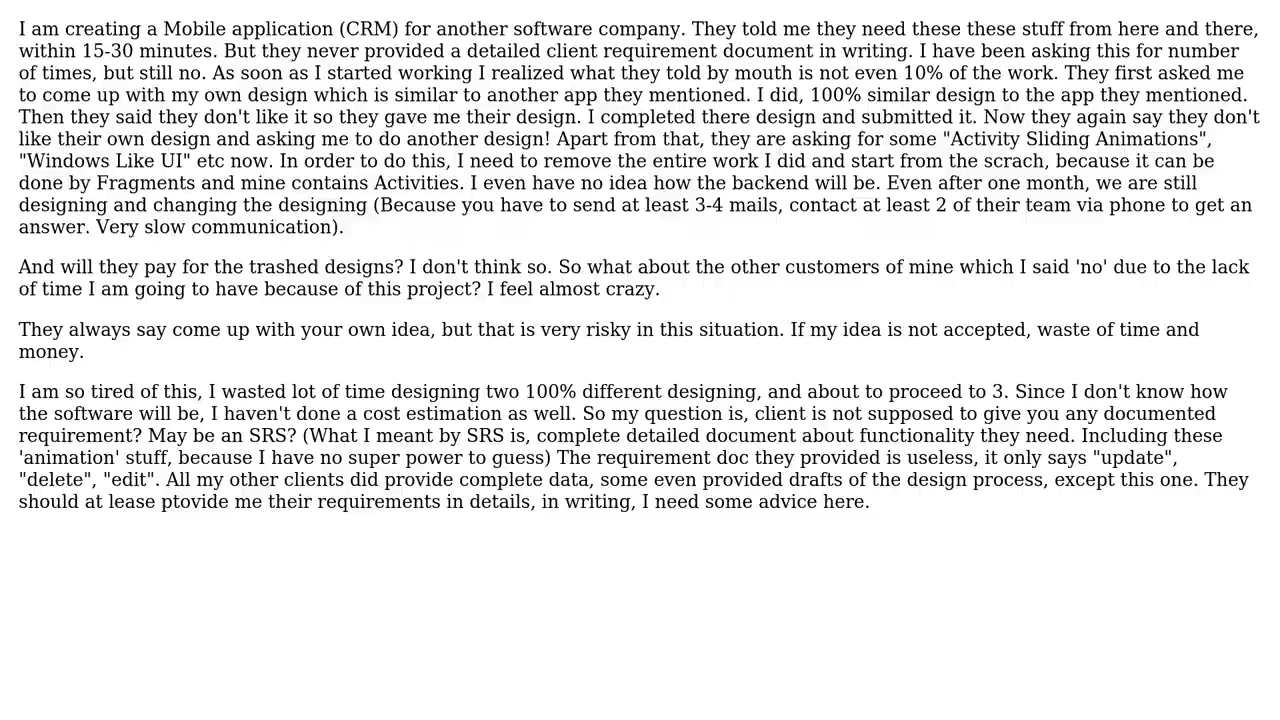 I am creating a Mobile application (CRM) for another software company. They told me they need these these stuff from here and there,
within 15-30 minutes. But they never provided a detailed client requirement document in writing. I have been asking this for number
of times, but still no. As soon as I started working I realized what they told by mouth is not even 10% of the work. They first asked me
to come up with my own design which is similar to another app they mentioned. I did, 100% similar design to the app they mentioned.
Then they said they don't like it so they gave me their design. I completed there design and submitted it. Now they again say they don't
like their own design and asking me to do another design! Apart from that, they are asking for some "Activity Sliding Animations",
"Windows Like UI" etc now. In order to do this, I need to remove the entire work I did and start from the scrach, because it can be
done by Fragments and mine contains Activities. I even have no idea how the backend will be. Even after one month, we are still
designing and changing the designing (Because you have to send at least 3-4 mails, contact at least 2 of their team via phone to get an
answer. Very slow communication).
And will they pay for the trashed designs? I don't think so. So what about the other customers of mine which I said 'no' due to the lack
of time I am going to have because of this project? I feel almost crazy.
They always say come up with your own idea, but that is very risky in this situation. If my idea is not accepted, waste of time and
money.
I am so tired of this, I wasted lot of time designing two 100% different designing, and about to proceed to 3. Since I don't know how
the software will be, I haven't done a cost estimation as well. So my question is, client is not supposed to give you any documented
requirement? May be an SRS? (What I meant by SRS is, complete detailed document about functionality they need. Including these
'animation' stuff, because I have no super power to guess) The requirement doc they provided is useless, it only says "update",
"delete", "edit". All my other clients did provide complete data, some even provided drafts of the design process, except this one. They
should at lease ptovide me their requirements in details, in writing, I need some advice here.